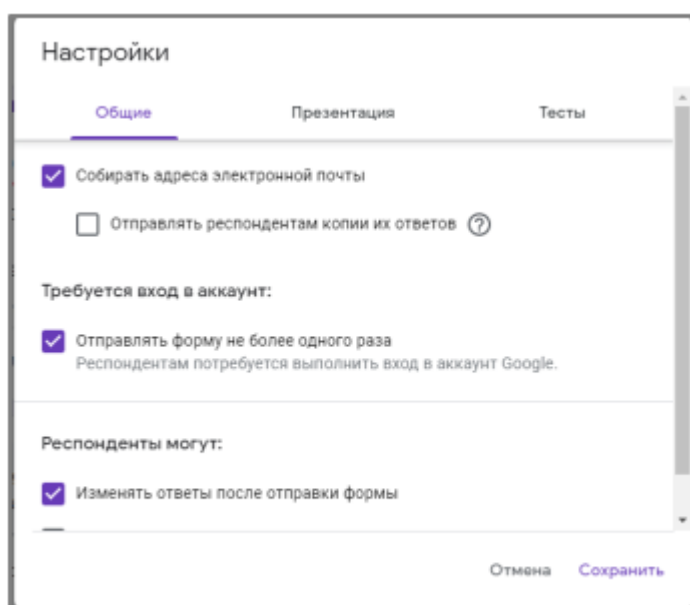 Настройки
Общие Презентация Тесты
Собирать адреса электронной почты
Отправлять респондентам копии их ответов ?
Требуется вход в аккаунт:
Отправлять форму не более одного раза
Респондентам потребуется выполнить вход в аккаунт Google.
Респонденты могут:
Изменять ответы после отправки формы
Отмена Сохранить